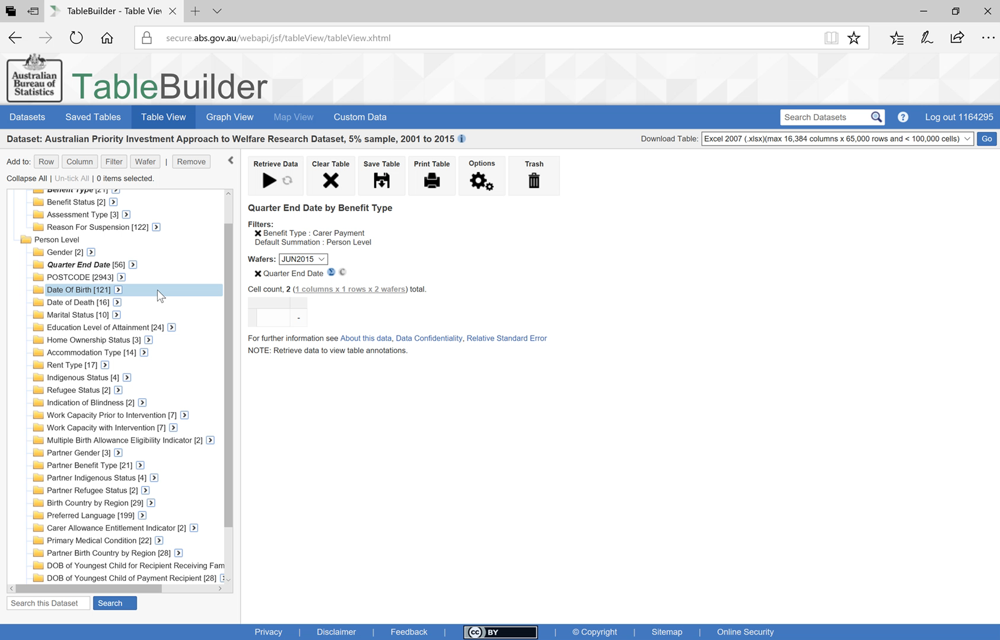 TableBuilder - Table Vie
secure.abs.gov.au/webapi/jsf/tableView/tableView.xhtml
Australian
Bureau of
Statistics
TableBuilder
Datasets
Saved Tables
Table View
Graph View
Map View
Custom Data
Search Datasets
Log out 1164295
Dataset: Australian Priority Investment Approach to Welfare Research Dataset, 5% sample, 2001 to 2015
Download Table: Excel 2007 (.xlsx)(max 16,384 columns x 65,000 rows and < 100,000 cells) Go
Add to: Row Column Filter Wafer | Remove
Collapse All | Un-tick All | 0 items selected.
Benefit Type [21]
Benefit Status [2]
Assessment Type [3]
Reason For Suspension [122]
Person Level
Gender [2]
Quarter End Date [56]
POSTCODE [2943]
Date Of Birth [121]
Date of Death [16]
Marital Status [10]
Education Level of Attainment [24]
Home Ownership Status [3]
Accommodation Type [14]
Rent Type [17]
Indigenous Status [4]
Refugee Status [2]
Indication of Blindness [2]
Work Capacity Prior to Intervention [7]
Work Capacity with Intervention [7]
Multiple Birth Allowance Eligibility Indicator [2]
Partner Gender [3]
Partner Benefit Type [21]
Partner Indigenous Status [4]
Partner Refugee Status [2]
Birth Country by Region [29]
Preferred Language [199]
Carer Allowance Entitlement Indicator [2]
Primary Medical Condition [22]
Partner Birth Country by Region [28]
DOB of Youngest Child for Recipient Receiving Fam
DOB of Youngest Child of Payment Recipient [28]
Search this Dataset
Search
Retrieve Data
Clear Table
Save Table
Print Table
Options
Trash
Quarter End Date by Benefit Type
Filters:
Benefit Type : Carer Payment
Default Summation : Person Level
Wafers: JUN2015
Quarter End Date Σ C
Cell count, 2 (1 columns x 1 rows x 2 wafers) total.
-
For further information see About this data, Data Confidentiality, Relative Standard Error
NOTE: Retrieve data to view table annotations.
Privacy | Disclaimer | Feedback | cc BY | © Copyright | Sitemap | Online Security